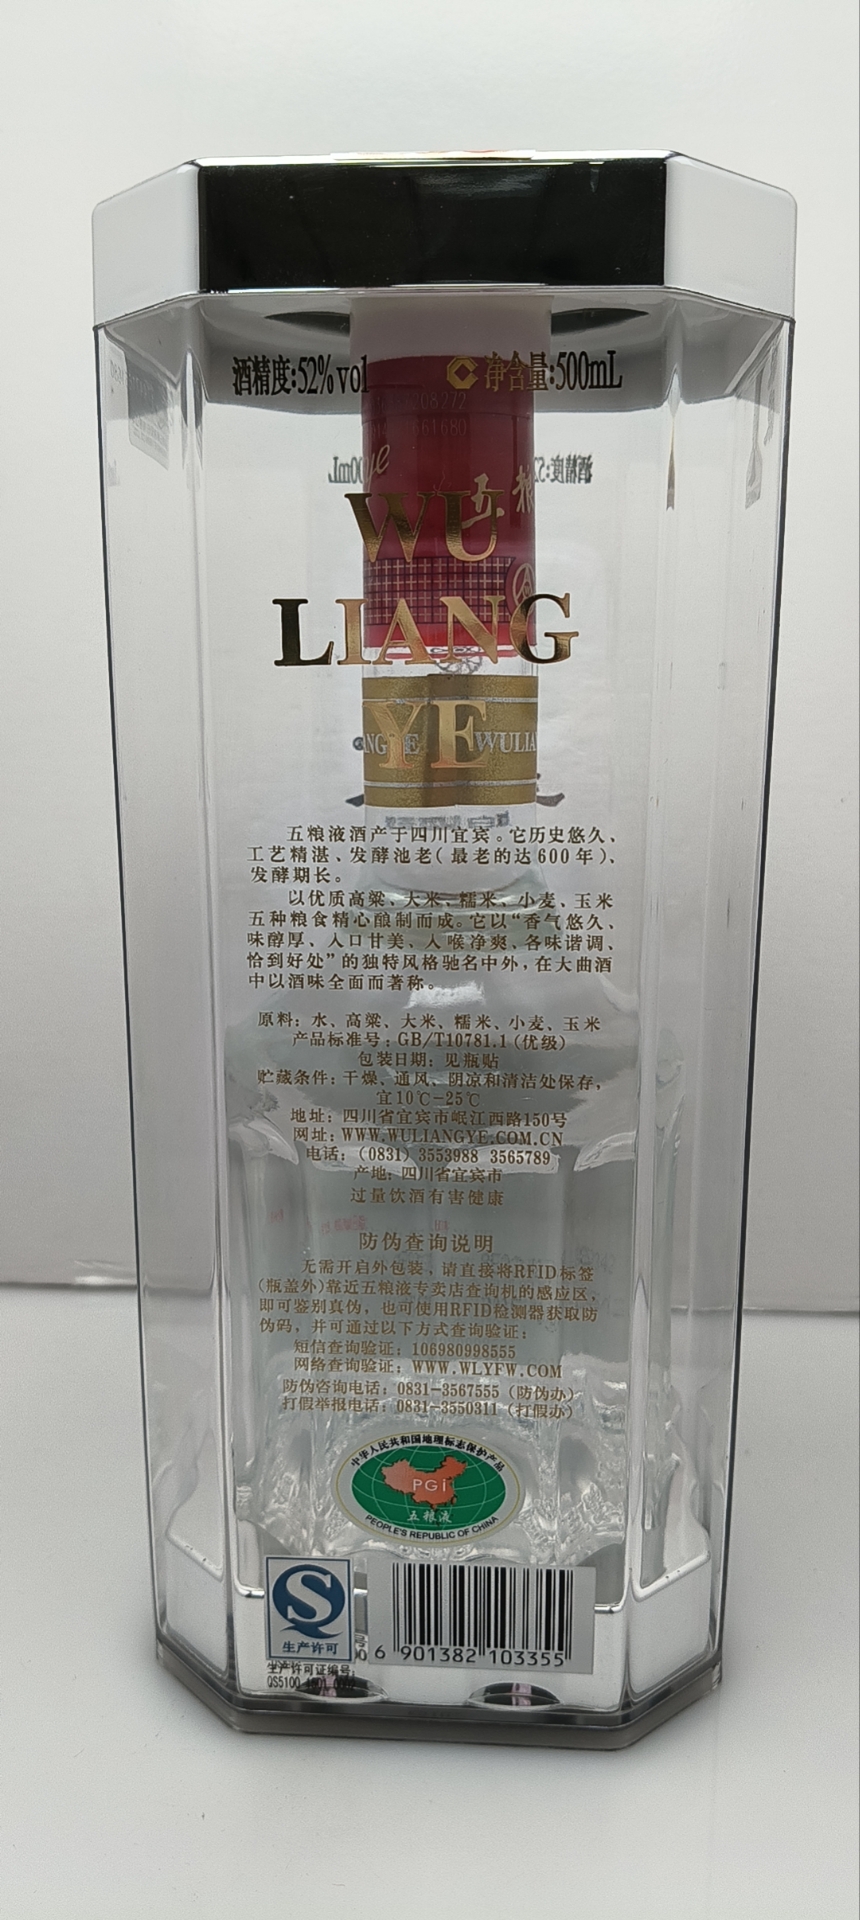 酒精度:52%vol
净含量:500mL
WU
LIANG
YE
五粮液酒产于四川宜宾。它历史悠久、
工艺精湛、发酵池老(最老的达600年)、
发酵期长。
以优质高粱、大米、糯米、小麦、玉米
五种粮食精心酿制而成。它以“香气悠久、
味醇厚、入口甘美、入喉净爽、各味谐调、
恰到好处”的独特风格驰名中外,在大曲酒
中以酒味全面而著称。
原料:水、高粱、大米、糯米、小麦、玉米
产品标准号:GB/T10781.1(优级)
包装日期:见瓶贴
贮藏条件:干燥、通风、阴凉和清洁处保存,
宜10℃-25℃
地址:四川省宜宾市岷江西路150号
网址:WWW.WULIANGYE.COM.CN
电话:(0831)3553988 3565789
产地:四川省宜宾市
过量饮酒有害健康
防伪查询说明
无需开启外包装,请直接将RFID标签
(瓶盖外)靠近五粮液专卖店查询机的感应区,
即可鉴别真伪,也可使用RFID检测器获取防
伪码,并可通过以下方式查询验证:
短信查询验证:106980998555
网络查询验证:WWW.WLYFW.COM
防伪咨询电话:0831-3567555(防伪办)
打假举报电话:0831-3550311(打假办)
中华人民共和国地理标志保护产品
PGI
五粮液
PEOPLE'S REPUBLIC OF CHINA
生产许可
6 901382 103355
生产许可证编号:
QS5100